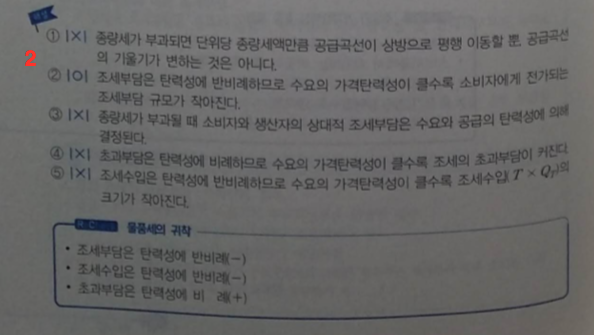 해설
① |×| 종량세가 부과되면 단위당 종량세액만큼 공급곡선이 상방으로 평행 이동할 뿐, 공급곡선
의 기울기가 변하는 것은 아니다.
2
② |○| 조세부담은 탄력성에 반비례하므로 수요의 가격탄력성이 클수록 소비자에게 전가되는
조세부담 규모가 작아진다.
③ |×| 종량세가 부과될 때 소비자와 생산자의 상대적 조세부담은 수요와 공급의 탄력성에 의해
결정된다.
④ |×| 초과부담은 탄력성에 비례하므로 수요의 가격탄력성이 클수록 조세의 초과부담이 커진다.
⑤ |×| 조세수입은 탄력성에 반비례하므로 수요의 가격탄력성이 클수록 조세수입(T × Q_T)의
크기가 작아진다.
물품세의 귀착
• 조세부담은 탄력성에 반비례(−)
• 조세수입은 탄력성에 반비례(−)
• 초과부담은 탄력성에 비 례(+)